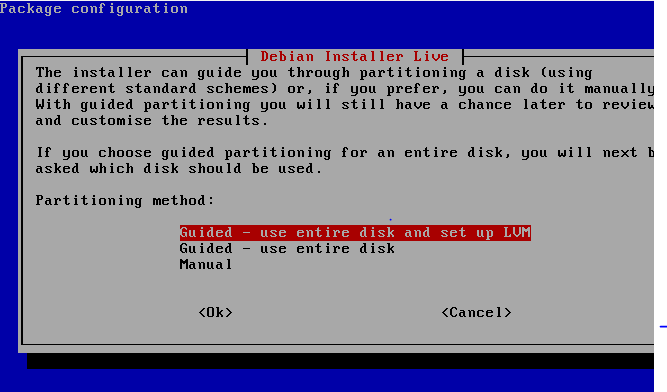 Package configuration
Debian Installer Live
The installer can guide you through partitioning a disk (using
different standard schemes) or, if you prefer, you can do it manually
With guided partitioning you will still have a chance later to review
and customise the results.
If you choose guided partitioning for an entire disk, you will next b
asked which disk should be used.
Partitioning method:
Guided - use entire disk and set up LVM
Guided - use entire disk
Manual
<Ok> <Cancel>